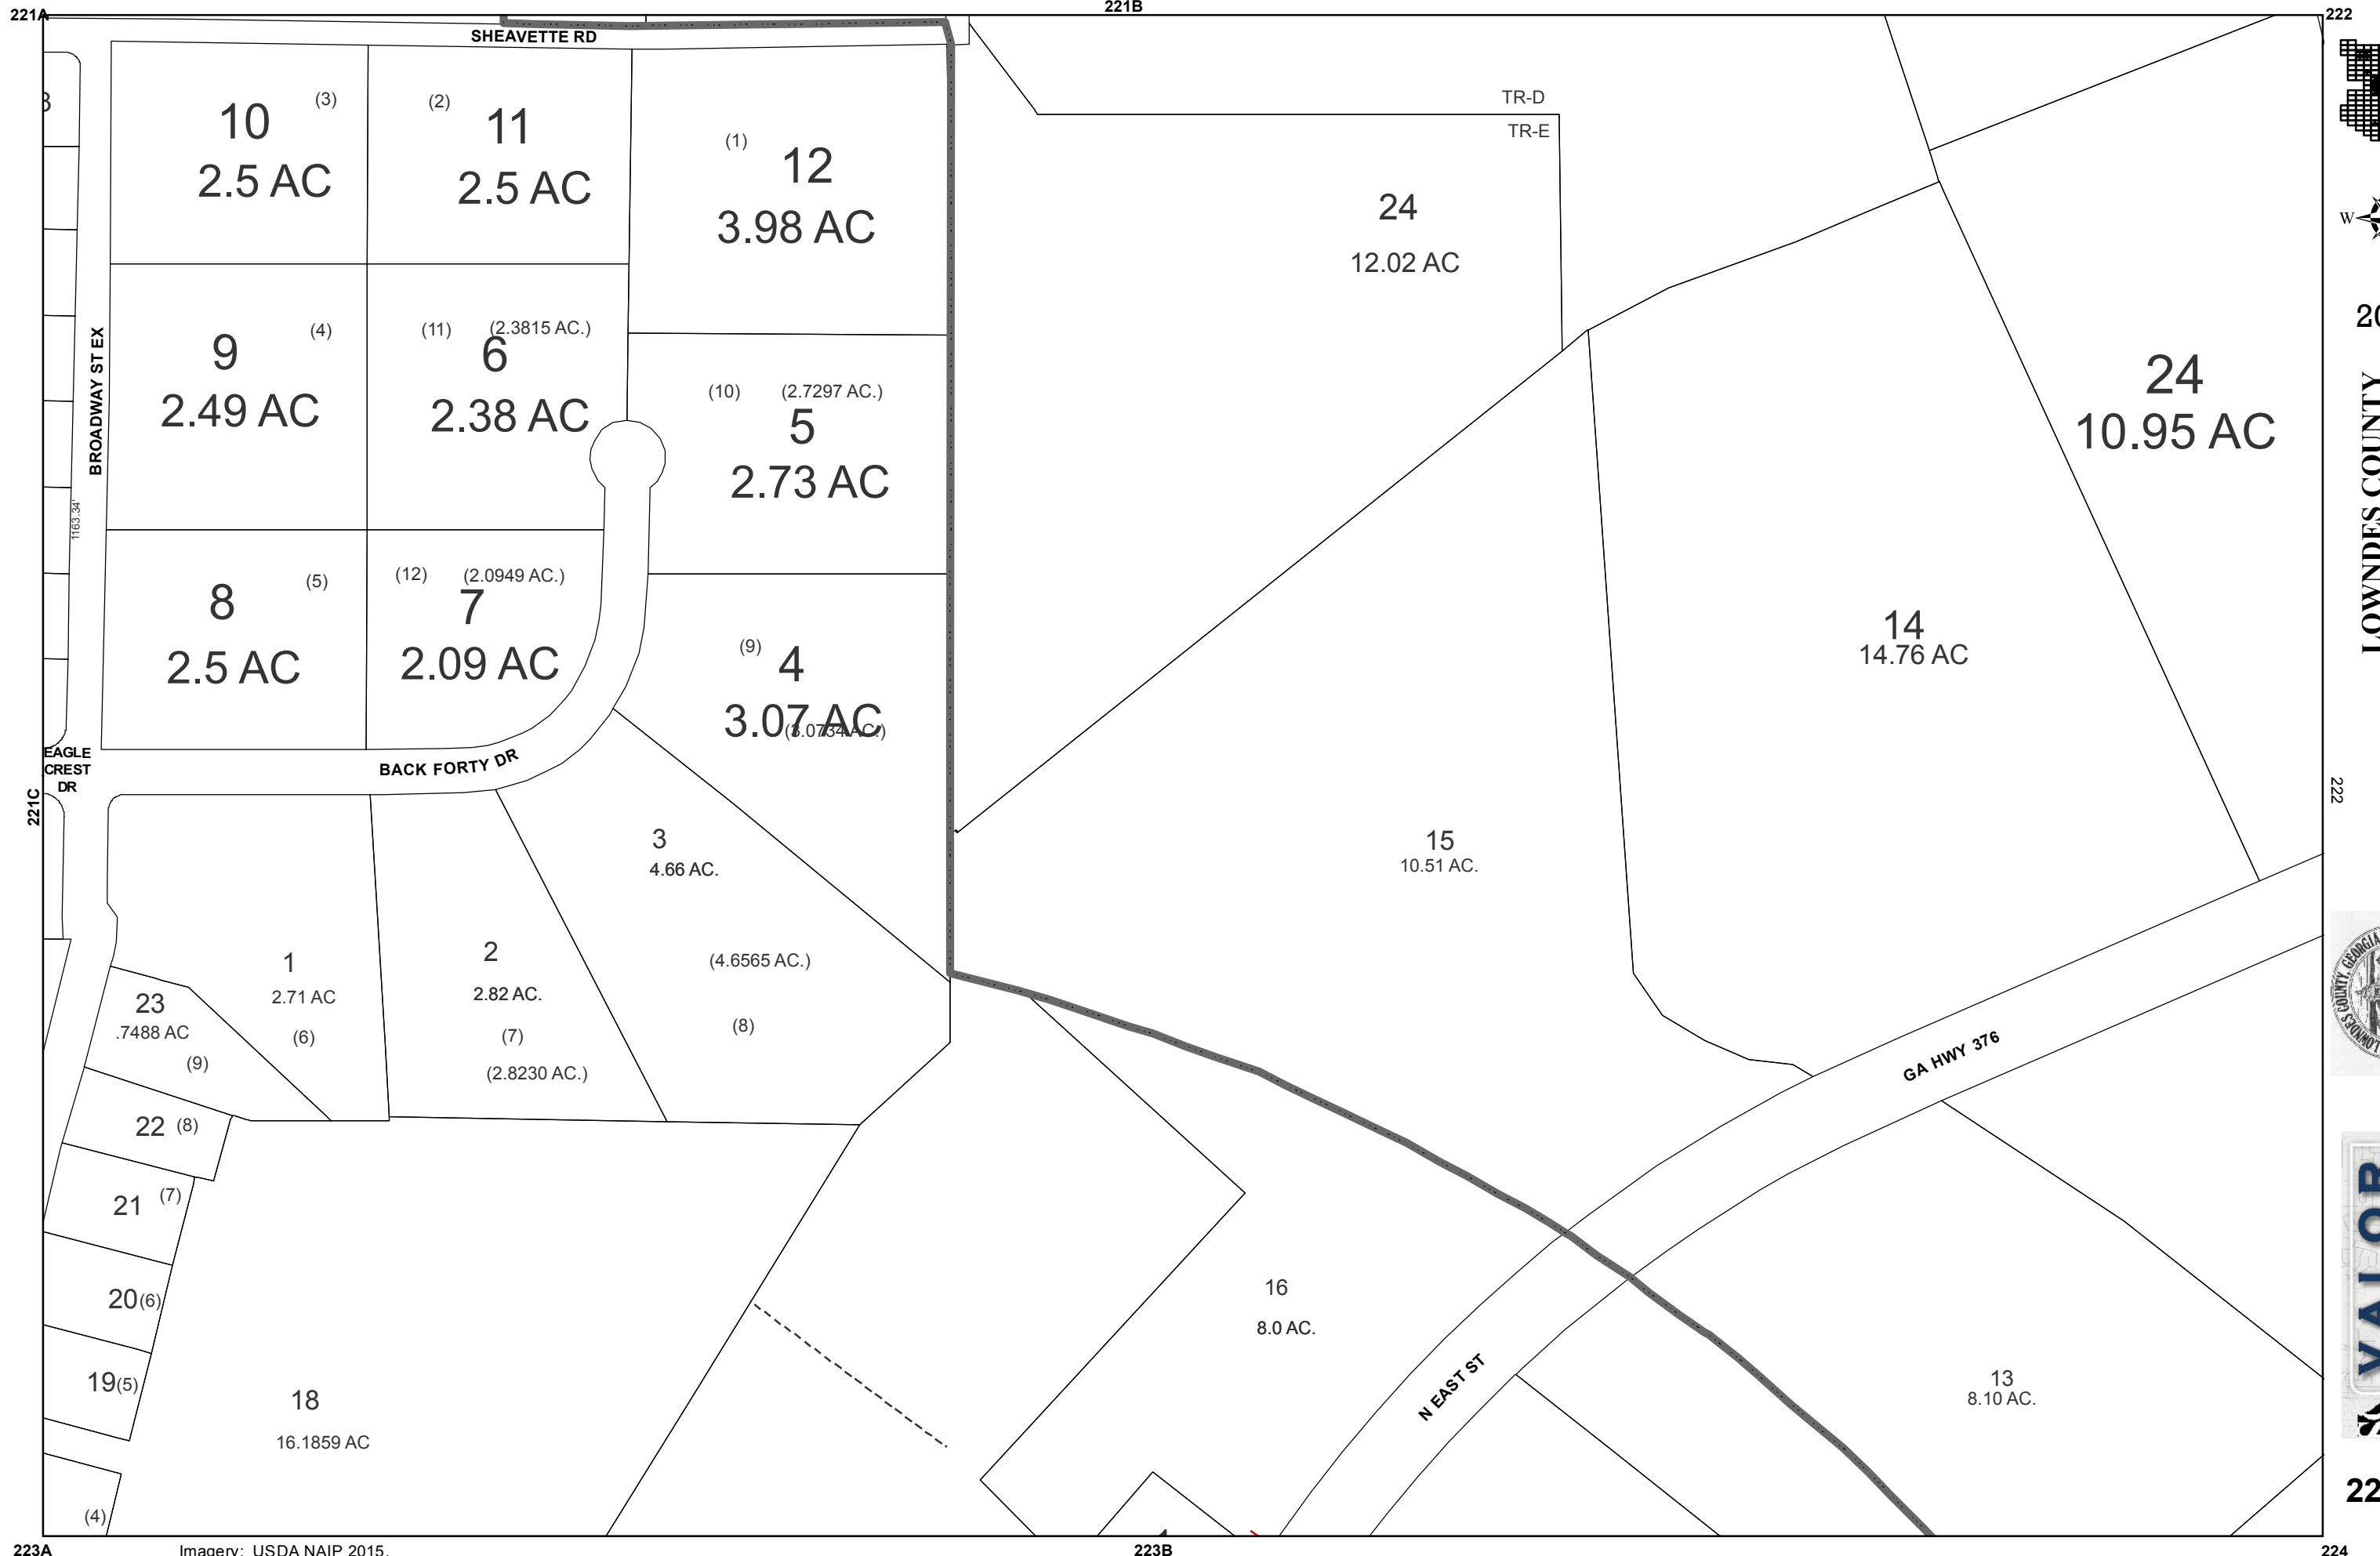 221A
221B
222
SHEAVETTE RD
10
(3)
2.5 AC
(2)
11
2.5 AC
(1)
12
3.98 AC
TR-D
TR-E
24
12.02 AC
W
BROADWAY ST EX
9
(4)
2.49 AC
(11)
(2.3815 AC.)
6
2.38 AC
(10)
(2.7297 AC.)
5
2.73 AC
24
10.95 AC
LOWNDES COUNTY
1163.34'
8
(5)
2.5 AC
(12)
(2.0949 AC.)
7
2.09 AC
(9)
4
3.07 AC
(3.0734 AC.)
14
14.76 AC
EAGLE
CREST
DR
BACK FORTY DR
221C
222
3
4.66 AC.
(4.6565 AC.)
(8)
15
10.51 AC.
1
2.71 AC
(6)
2
2.82 AC.
(7)
(2.8230 AC.)
23
.7488 AC
(9)
GA HWY 376
LOWNDES COUNTY, GEORGIA
22
(8)
21
(7)
20
(6)
19
(5)
18
16.1859 AC
(4)
16
8.0 AC.
N EAST ST
13
8.10 AC.
VALOR
223A
Imagery: USDA NAIP 2015.
223B
224